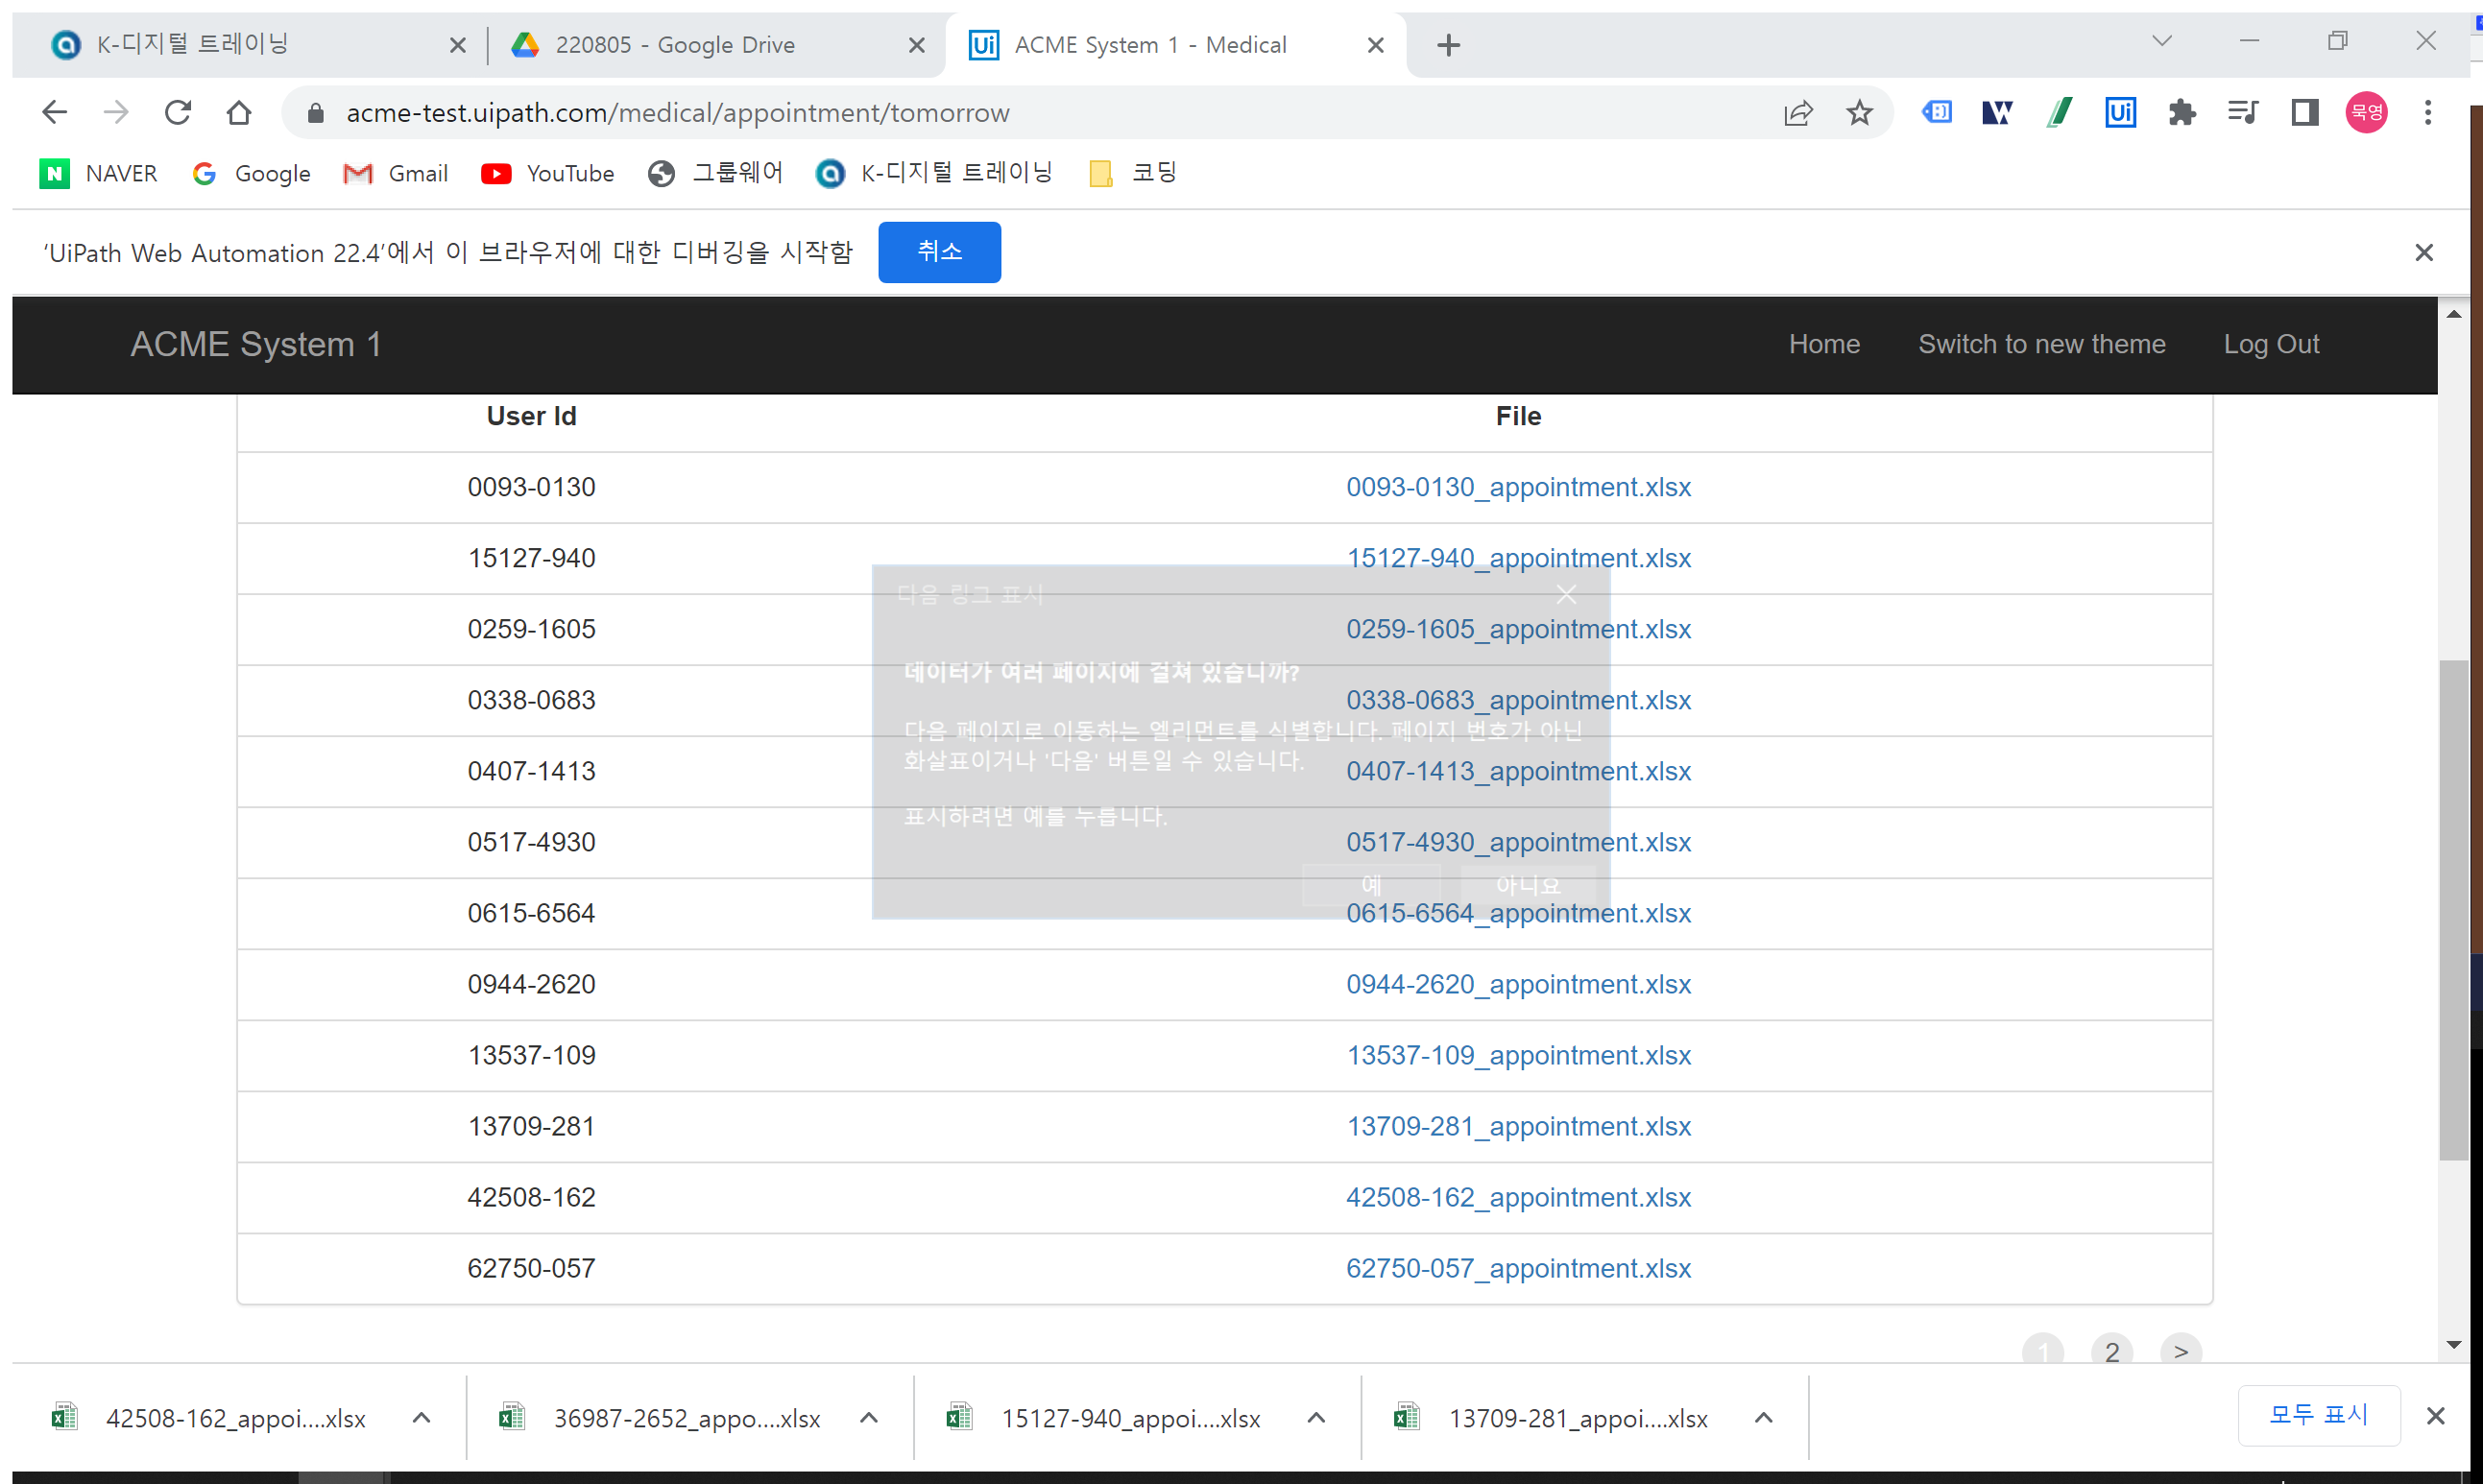 K-디지털 트레이닝
220805 - Google Drive
ACME System 1 - Medical
acme-test.uipath.com/medical/appointment/tomorrow
묵영
NAVER
Google
Gmail
YouTube
그룹웨어
K-디지털 트레이닝
코딩
'UiPath Web Automation 22.4'에서 이 브라우저에 대한 디버깅을 시작함
취소
ACME System 1
Home
Switch to new theme
Log Out
User Id File
0093-0130 0093-0130_appointment.xlsx
15127-940 15127-940_appointment.xlsx
0259-1605 0259-1605_appointment.xlsx
0338-0683 0338-0683_appointment.xlsx
0407-1413 0407-1413_appointment.xlsx
0517-4930 0517-4930_appointment.xlsx
0615-6564 0615-6564_appointment.xlsx
0944-2620 0944-2620_appointment.xlsx
13537-109 13537-109_appointment.xlsx
13709-281 13709-281_appointment.xlsx
42508-162 42508-162_appointment.xlsx
62750-057 62750-057_appointment.xlsx
다음 링크 표시
데이터가 여러 페이지에 걸쳐 있습니까?
다음 페이지로 이동하는 엘리먼트를 식별합니다. 페이지 번호가 아닌
화살표이거나 '다음' 버튼일 수 있습니다.
표시하려면 예를 누릅니다.
예
아니요
1 2 >
42508-162_appoi....xlsx
36987-2652_appo....xlsx
15127-940_appoi....xlsx
13709-281_appoi....xlsx
모두 표시